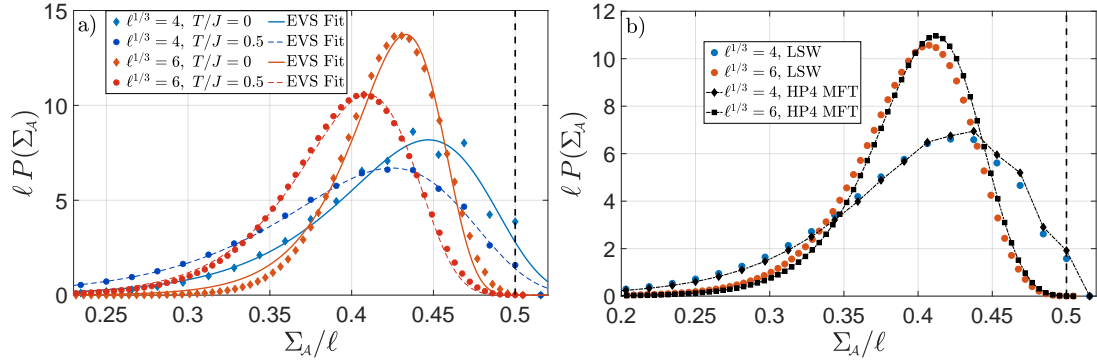 a)
ℓ^{1/3} = 4, T/J = 0 EVS Fit
ℓ^{1/3} = 4, T/J = 0.5 EVS Fit
ℓ^{1/3} = 6, T/J = 0 EVS Fit
ℓ^{1/3} = 6, T/J = 0.5 EVS Fit
15
10
5
0
ℓ P(Σ_𝒜)
0.25 0.3 0.35 0.4 0.45 0.5
Σ_𝒜/ℓ
b)
ℓ^{1/3} = 4, LSW
ℓ^{1/3} = 6, LSW
ℓ^{1/3} = 4, HP4 MFT
ℓ^{1/3} = 6, HP4 MFT
10
8
6
4
2
0
ℓ P(Σ_𝒜)
0.2 0.25 0.3 0.35 0.4 0.45 0.5
Σ_𝒜/ℓ